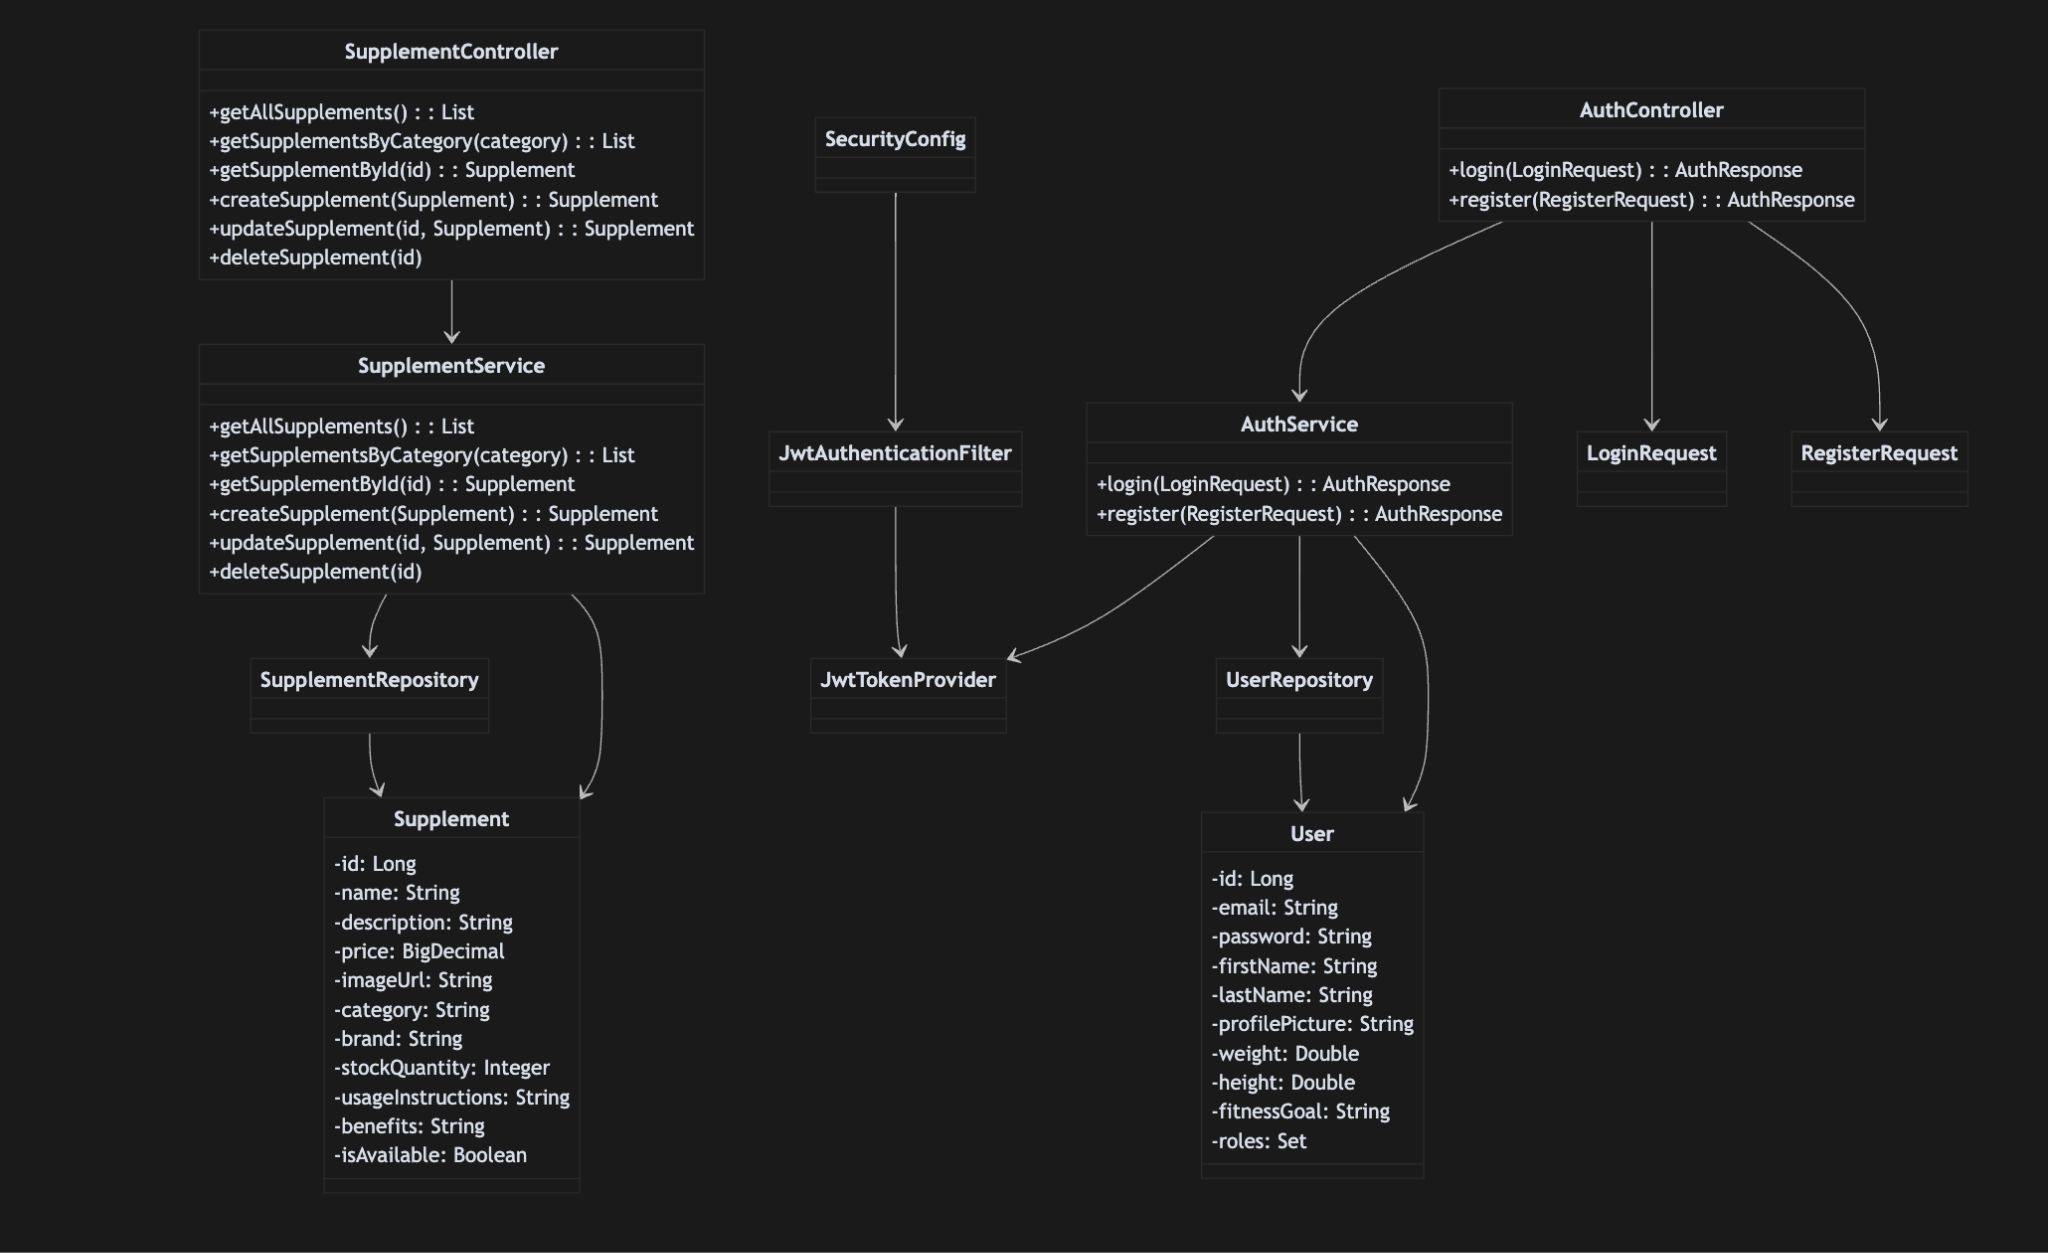 SupplementController
+getAllSupplements() : : List
+getSupplementsByCategory(category) : : List
+getSupplementById(id) : : Supplement
+createSupplement(Supplement) : : Supplement
+updateSupplement(id, Supplement) : : Supplement
+deleteSupplement(id)
SupplementService
+getAllSupplements() : : List
+getSupplementsByCategory(category) : : List
+getSupplementById(id) : : Supplement
+createSupplement(Supplement) : : Supplement
+updateSupplement(id, Supplement) : : Supplement
+deleteSupplement(id)
SupplementRepository
Supplement
-id: Long
-name: String
-description: String
-price: BigDecimal
-imageUrl: String
-category: String
-brand: String
-stockQuantity: Integer
-usageInstructions: String
-benefits: String
-isAvailable: Boolean
SecurityConfig
JwtAuthenticationFilter
JwtTokenProvider
AuthController
+login(LoginRequest) : : AuthResponse
+register(RegisterRequest) : : AuthResponse
AuthService
+login(LoginRequest) : : AuthResponse
+register(RegisterRequest) : : AuthResponse
LoginRequest
RegisterRequest
UserRepository
User
-id: Long
-email: String
-password: String
-firstName: String
-lastName: String
-profilePicture: String
-weight: Double
-height: Double
-fitnessGoal: String
-roles: Set